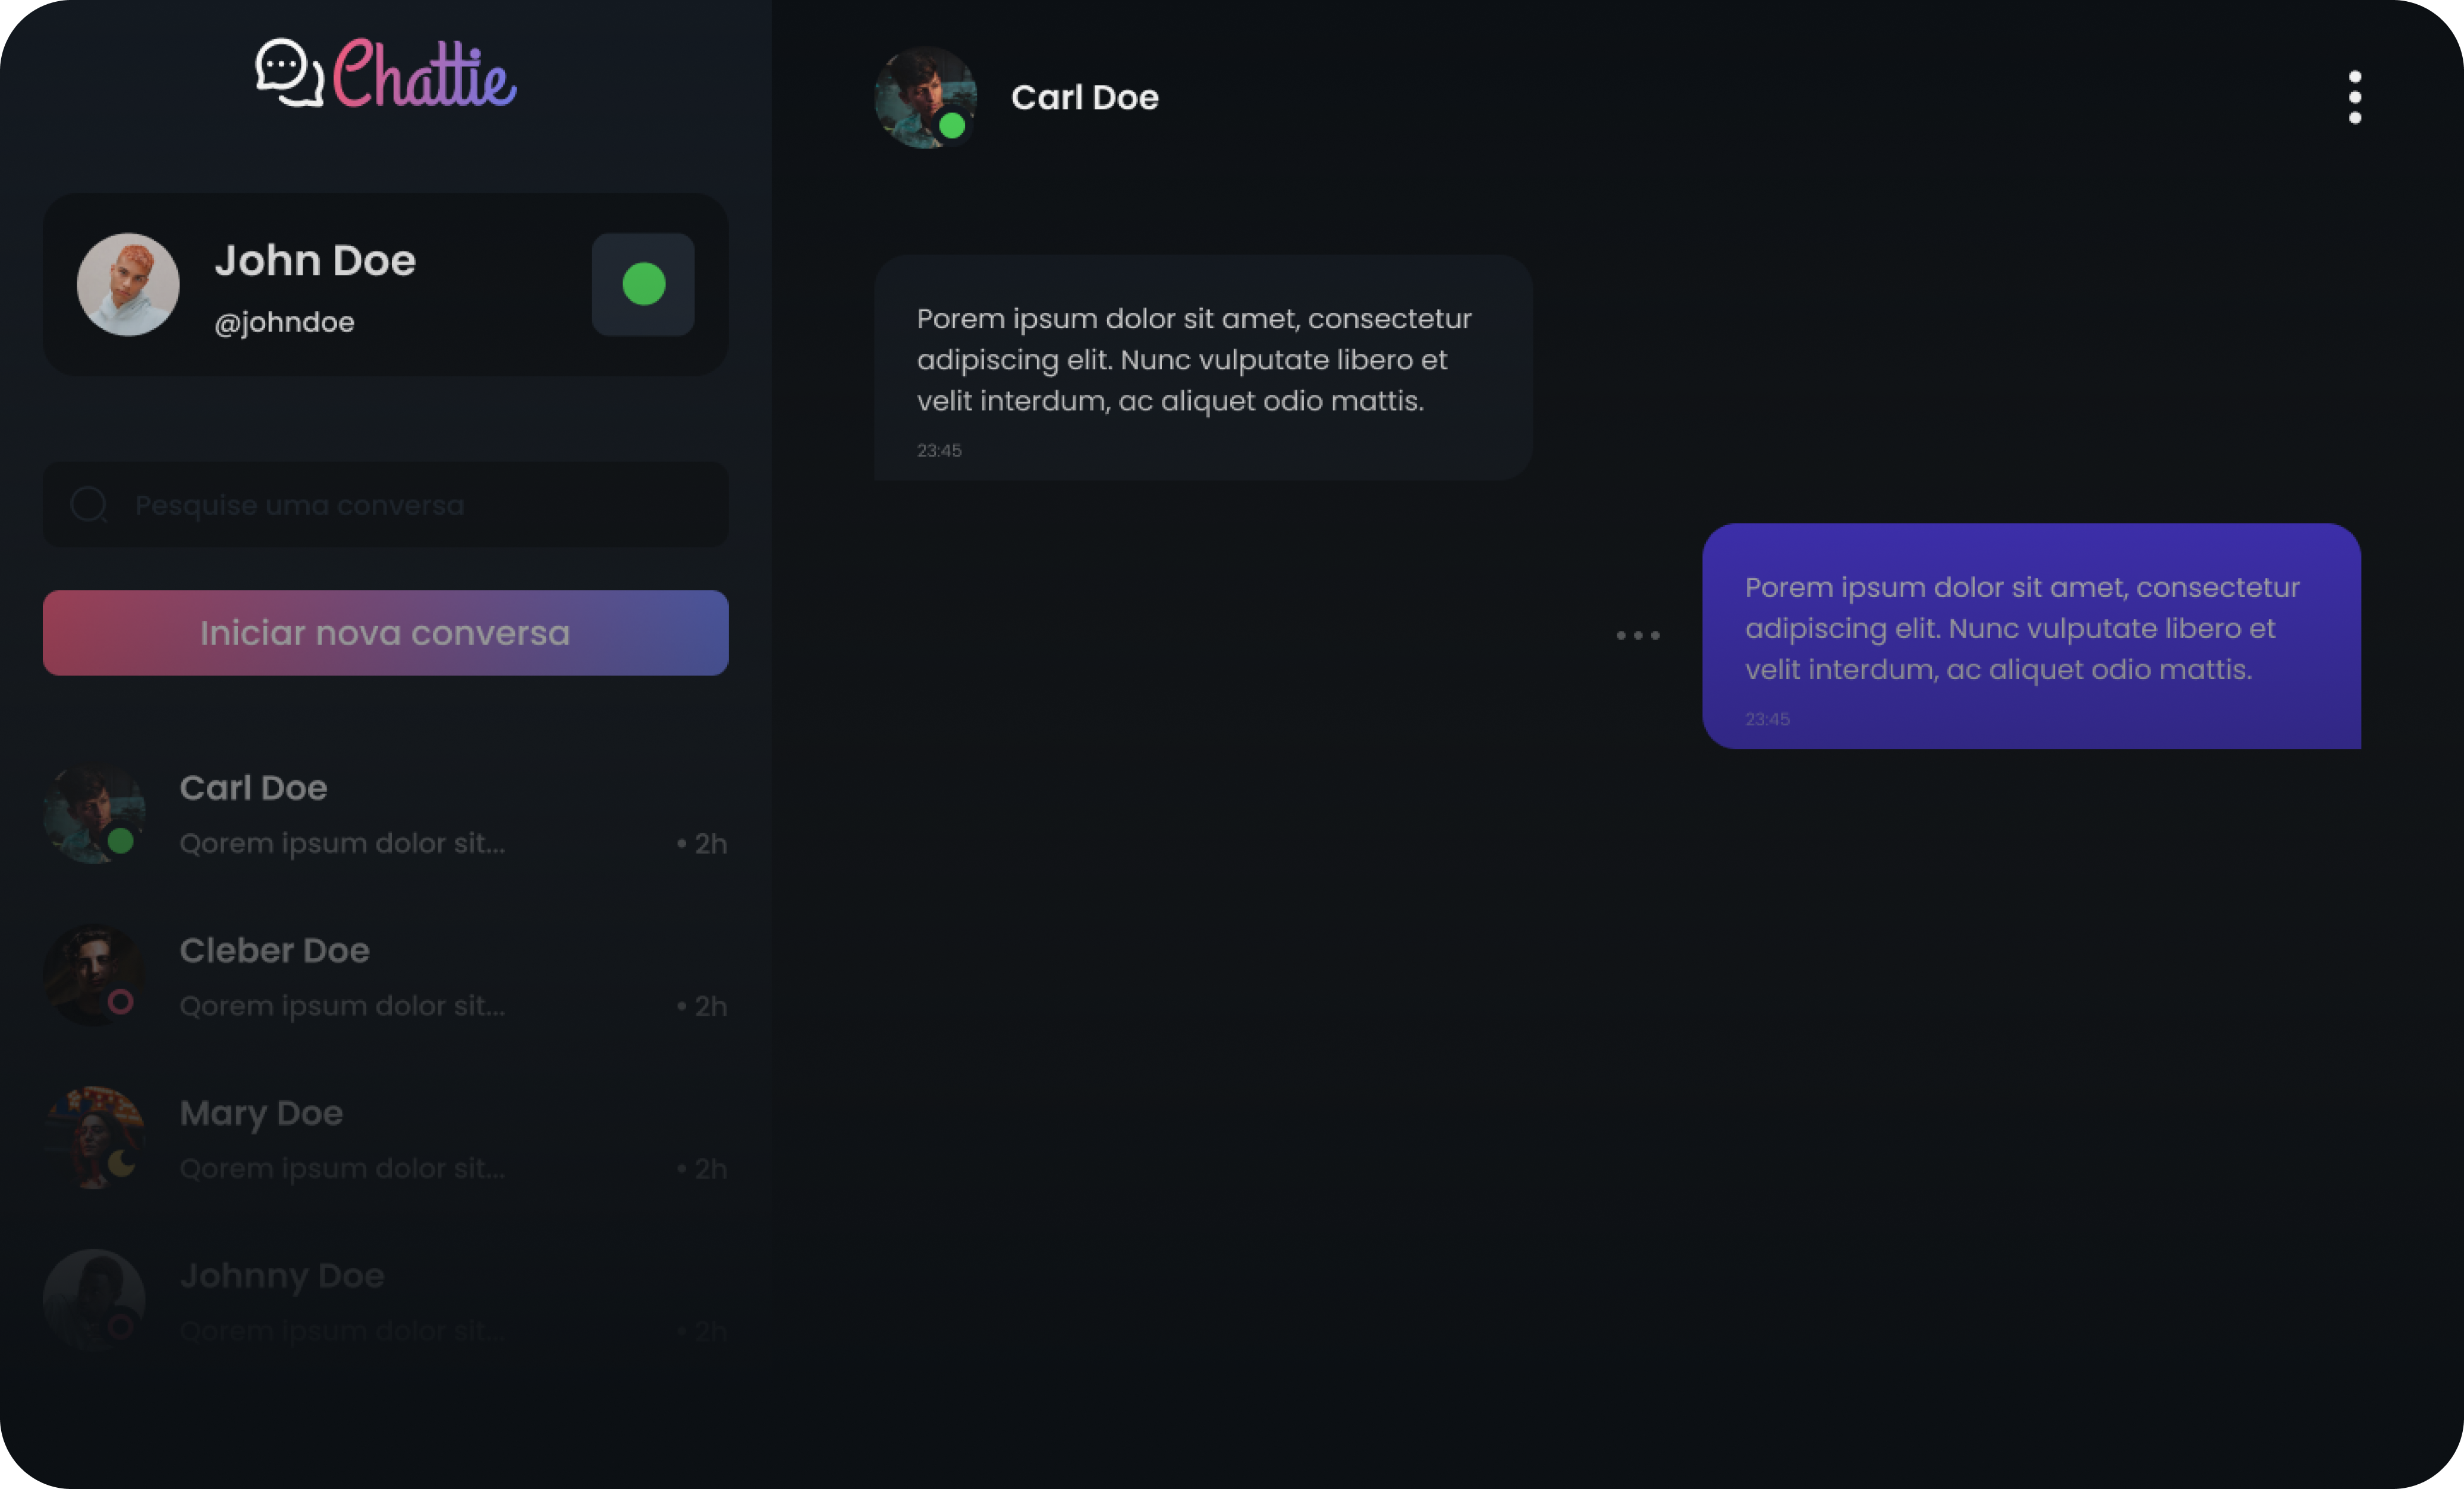 Chattie
John Doe
@johndoe
Pesquise uma conversa
Iniciar nova conversa
Carl Doe
Qorem ipsum dolor sit...
• 2h
Cleber Doe
Qorem ipsum dolor sit...
• 2h
Mary Doe
Qorem ipsum dolor sit...
• 2h
Johnny Doe
Qorem ipsum dolor sit...
• 2h
Carl Doe
Porem ipsum dolor sit amet, consectetur
adipiscing elit. Nunc vulputate libero et
velit interdum, ac aliquet odio mattis.
23:45
Porem ipsum dolor sit amet, consectetur
adipiscing elit. Nunc vulputate libero et
velit interdum, ac aliquet odio mattis.
23:45